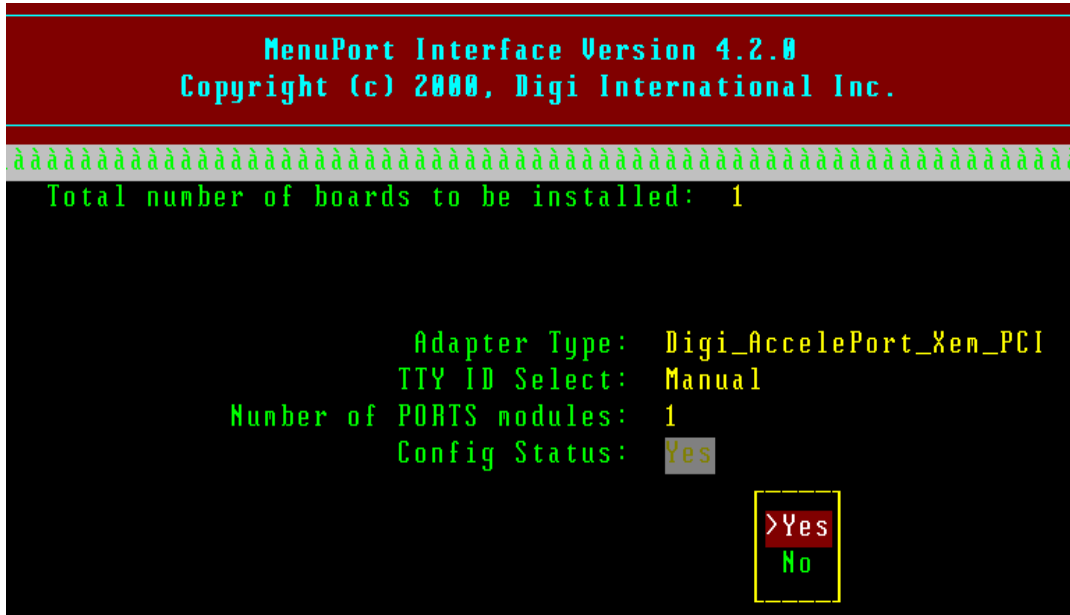 MenuPort Interface Version 4.2.0
Copyright (c) 2000, Digi International Inc.
àààààààààààààààààààààààààààààààààààààààààààààààààààààààààààààààà
Total number of boards to be installed: 1
Adapter Type: Digi_AccelePort_Xem_PCI
TTY ID Select: Manual
Number of PORTS modules: 1
Config Status: Yes
>Yes
No